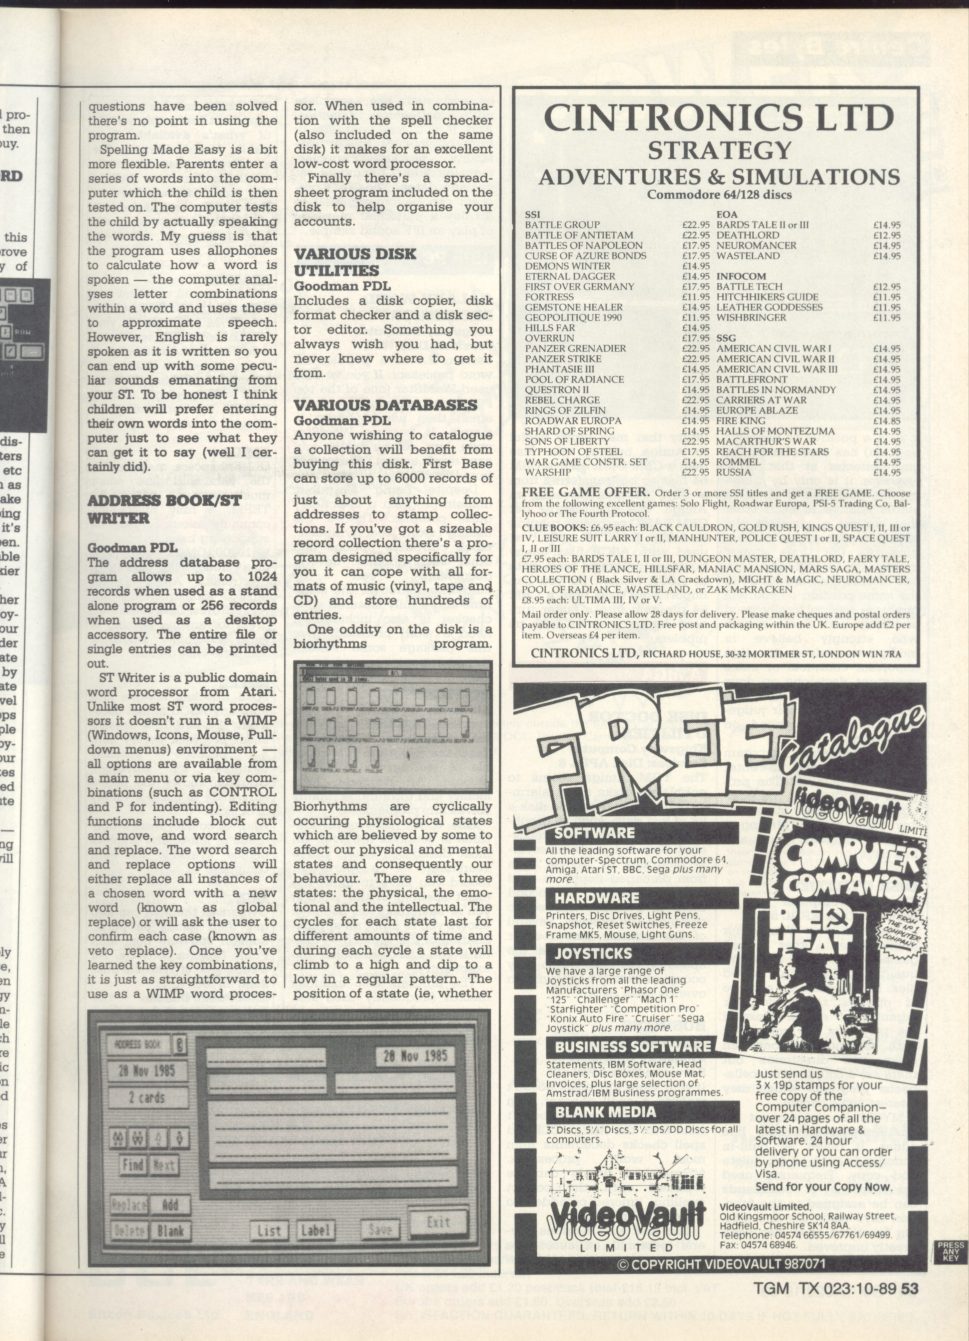 questions have been solved
there's no point in using the
program.
Spelling Made Easy is a bit
more flexible. Parents enter a
series of words into the com-
puter which the child is then
tested on. The computer tests
the child by actually speaking
the words. My guess is that
the program uses allophones
to calculate how a word is
spoken — the computer anal-
yses letter combinations
within a word and uses these
to approximate speech.
However, English is rarely
spoken as it is written so you
can end up with some pecu-
liar sounds emanating from
your ST. To be honest I think
children will prefer entering
their own words into the com-
puter just to see what they
can get it to say (well I cer-
tainly did).
ADDRESS BOOK/ST
WRITER
Goodman PDL
The address database pro-
gram allows up to 1024
records when used as a stand
alone program or 256 records
when used as a desktop
accessory. The entire file or
single entries can be printed
out.
ST Writer is a public domain
word processor from Atari.
Unlike most ST word proces-
sors it doesn't run in a WIMP
(Windows, Icons, Mouse, Pull-
down menus) environment —
all options are available from
a main menu or via key com-
binations (such as CONTROL
and P for indenting). Editing
functions include block cut
and move, and word search
and replace. The word search
and replace options will
either replace all instances of
a chosen word with a new
word (known as global
replace) or will ask the user to
confirm each case (known as
veto replace). Once you've
learned the key combinations,
it is just as straightforward to
use as a WIMP word proces-
sor. When used in combina-
tion with the spell checker
(also included on the same
disk) it makes for an excellent
low-cost word processor.
Finally there's a spread-
sheet program included on the
disk to help organise your
accounts.
VARIOUS DISK
UTILITIES
Goodman PDL
Includes a disk copier, disk
format checker and a disk sec-
tor editor. Something you
always wish you had, but
never knew where to get it
from.
VARIOUS DATABASES
Goodman PDL
Anyone wishing to catalogue
a collection will benefit from
buying this disk. First Base
can store up to 6000 records of
just about anything from
addresses to stamp collec-
tions. If you've got a sizeable
record collection there's a pro-
gram designed specifically for
you it can cope with all for-
mats of music (vinyl, tape and
CD) and store hundreds of
entries.
One oddity on the disk is a
biorhythms program.
Biorhythms are cyclically
occuring physiological states
which are believed by some to
affect our physical and mental
states and consequently our
behaviour. There are three
states: the physical, the emo-
tional and the intellectual. The
cycles for each state last for
different amounts of time and
during each cycle a state will
climb to a high and dip to a
low in a regular pattern. The
position of a state (ie, whether
ADDRESS BOOK
20 Nov 1985
20 Nov 1985
2 cards
Find Next
Replace Add
Delete Blank
List Label Save Exit
CINTRONICS LTD
STRATEGY
ADVENTURES & SIMULATIONS
Commodore 64/128 discs
SSI
BATTLE GROUP £22.95
BATTLE OF ANTIETAM £22.95
BATTLES OF NAPOLEON £17.95
CURSE OF AZURE BONDS £17.95
DEMONS WINTER £14.95
ETERNAL DAGGER £14.95
FIRST OVER GERMANY £17.95
FORTRESS £11.95
GEMSTONE HEALER £14.95
GEOPOLITIQUE 1990 £11.95
HILLS FAR £14.95
OVERRUN £17.95
PANZER GRENADIER £22.95
PANZER STRIKE £22.95
PHANTASIE III £14.95
POOL OF RADIANCE £17.95
QUESTRON II £14.95
REBEL CHARGE £22.95
RINGS OF ZILFIN £14.95
ROADWAR EUROPA £14.95
SHARD OF SPRING £14.95
SONS OF LIBERTY £22.95
TYPHOON OF STEEL £17.95
WAR GAME CONSTR. SET £14.95
WARSHIP £22.95
EOA
BARDS TALE II or III £14.95
DEATHLORD £12.95
NEUROMANCER £14.95
WASTELAND £14.95
INFOCOM
BATTLE TECH £12.95
HITCHHIKERS GUIDE £11.95
LEATHER GODDESSES £11.95
WISHBRINGER £11.95
SSG
AMERICAN CIVIL WAR I £14.95
AMERICAN CIVIL WAR II £14.95
AMERICAN CIVIL WAR III £14.95
BATTLEFRONT £14.95
BATTLES IN NORMANDY £14.95
CARRIERS AT WAR £14.95
EUROPE ABLAZE £14.95
FIRE KING £14.85
HALLS OF MONTEZUMA £14.95
MACARTHUR'S WAR £14.95
REACH FOR THE STARS £14.95
ROMMEL £14.95
RUSSIA £14.95
FREE GAME OFFER. Order 3 or more SSI titles and get a FREE GAME. Choose
from the following excellent games: Solo Flight, Roadwar Europa, PSI-5 Trading Co, Bal-
lyhoo or The Fourth Protocol.
CLUE BOOKS: £6.95 each: BLACK CAULDRON, GOLD RUSH, KINGS QUEST I, II, III or
IV, LEISURE SUIT LARRY I or II, MANHUNTER, POLICE QUEST I or II, SPACE QUEST
I, II or III
£7.95 each: BARDS TALE I, II or III, DUNGEON MASTER, DEATHLORD, FAERY TALE,
HEROES OF THE LANCE, HILLSFAR, MANIAC MANSION, MARS SAGA, MASTERS
COLLECTION ( Black Silver & LA Crackdown), MIGHT & MAGIC, NEUROMANCER,
POOL OF RADIANCE, WASTELAND, or ZAK McKRACKEN
£8.95 each: ULTIMA III, IV or V.
Mail order only. Please allow 28 days for delivery. Please make cheques and postal orders
payable to CINTRONICS LTD. Free post and packaging within the UK. Europe add £2 per
item. Overseas £4 per item.
CINTRONICS LTD, RICHARD HOUSE, 30-32 MORTIMER ST, LONDON W1N 7RA
FREE
Catalogue
VideoVault
LIMITED
COMPUTER
COMPANION
FROM THE No 1 COMPUTER COMPANY
RED
HEAT
SOFTWARE
All the leading software for your
computer-Spectrum, Commodore 64,
Amiga, Atari ST, BBC, Sega plus many
more.
HARDWARE
Printers, Disc Drives, Light Pens,
Snapshot, Reset Switches, Freeze
Frame MK5, Mouse, Light Guns.
JOYSTICKS
We have a large range of
Joysticks from all the leading
Manufacturers "Phasor One"
"125" "Challenger" "Mach 1"
"Starfighter" "Competition Pro"
"Konix Auto Fire" "Cruiser" "Sega
Joystick" plus many more.
BUSINESS SOFTWARE
Statements, IBM Software, Head
Cleaners, Disc Boxes, Mouse Mat,
Invoices, plus large selection of
Amstrad/IBM Business programmes.
BLANK MEDIA
3" Discs, 5¼" Discs, 3½" DS/DD Discs for all
computers.
VideoVault
LIMITED
Just send us
3 x 19p stamps for your
free copy of the
Computer Companion—
over 24 pages of all the
latest in Hardware &
Software. 24 hour
delivery or you can order
by phone using Access/
Visa.
Send for your Copy Now.
VideoVault Limited,
Old Kingsmoor School, Railway Street,
Hadfield, Cheshire SK14 8AA.
Telephone: 04574 66555/67761/69499.
Fax: 04574 68946.
© COPYRIGHT VIDEOVAULT 987071
PRESS
ANY
KEY
TGM TX 023:10-89 53